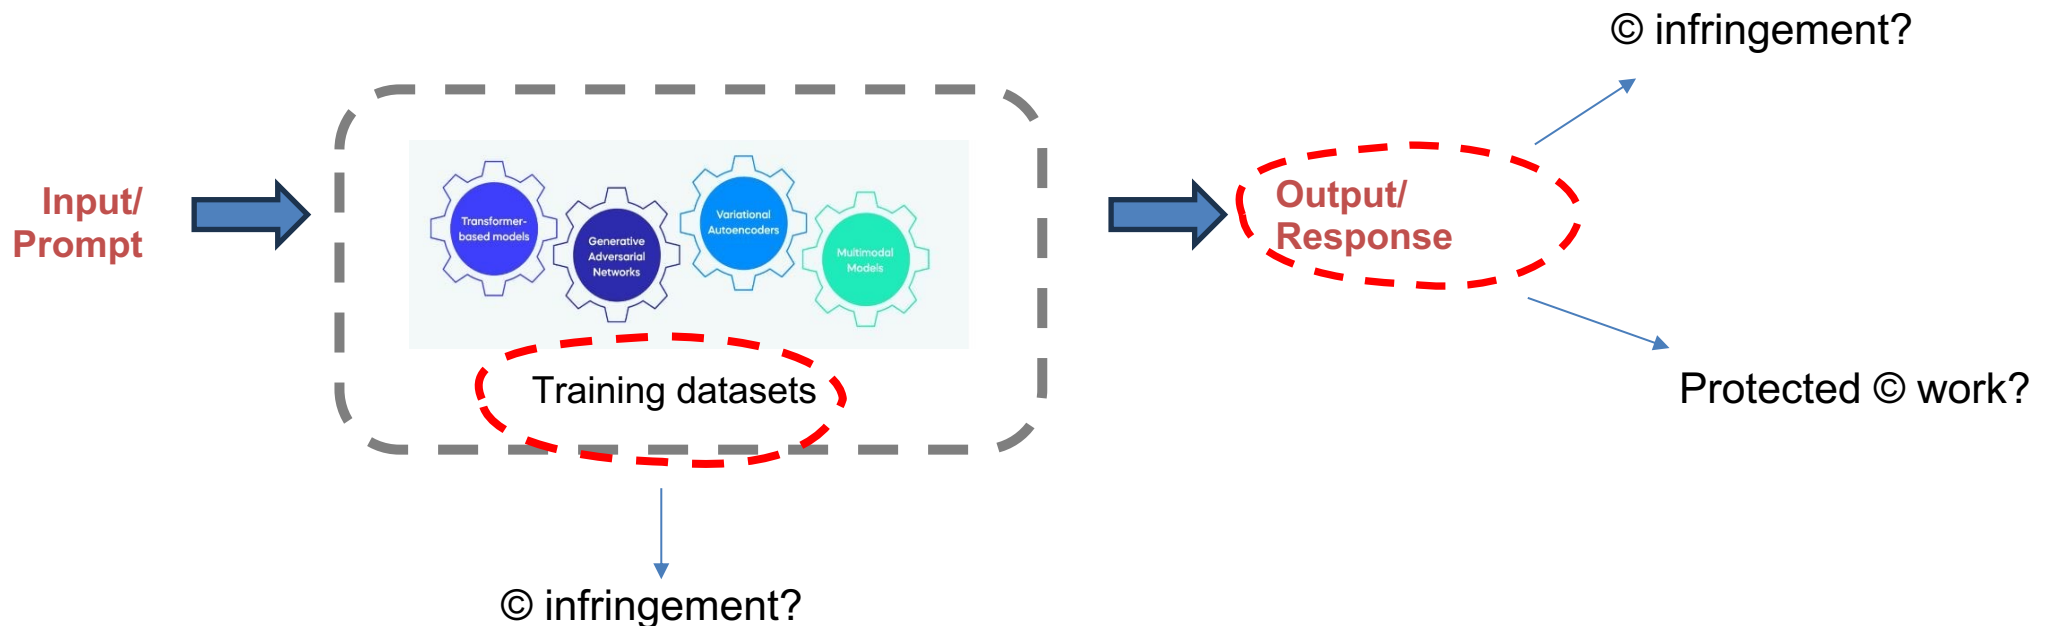 © infringement?
Input/
Prompt
Transformer-
based models
Generative
Adversarial
Networks
Variational
Autoencoders
Multimodal
Models
Training datasets
Output/
Response
Protected © work?
© infringement?